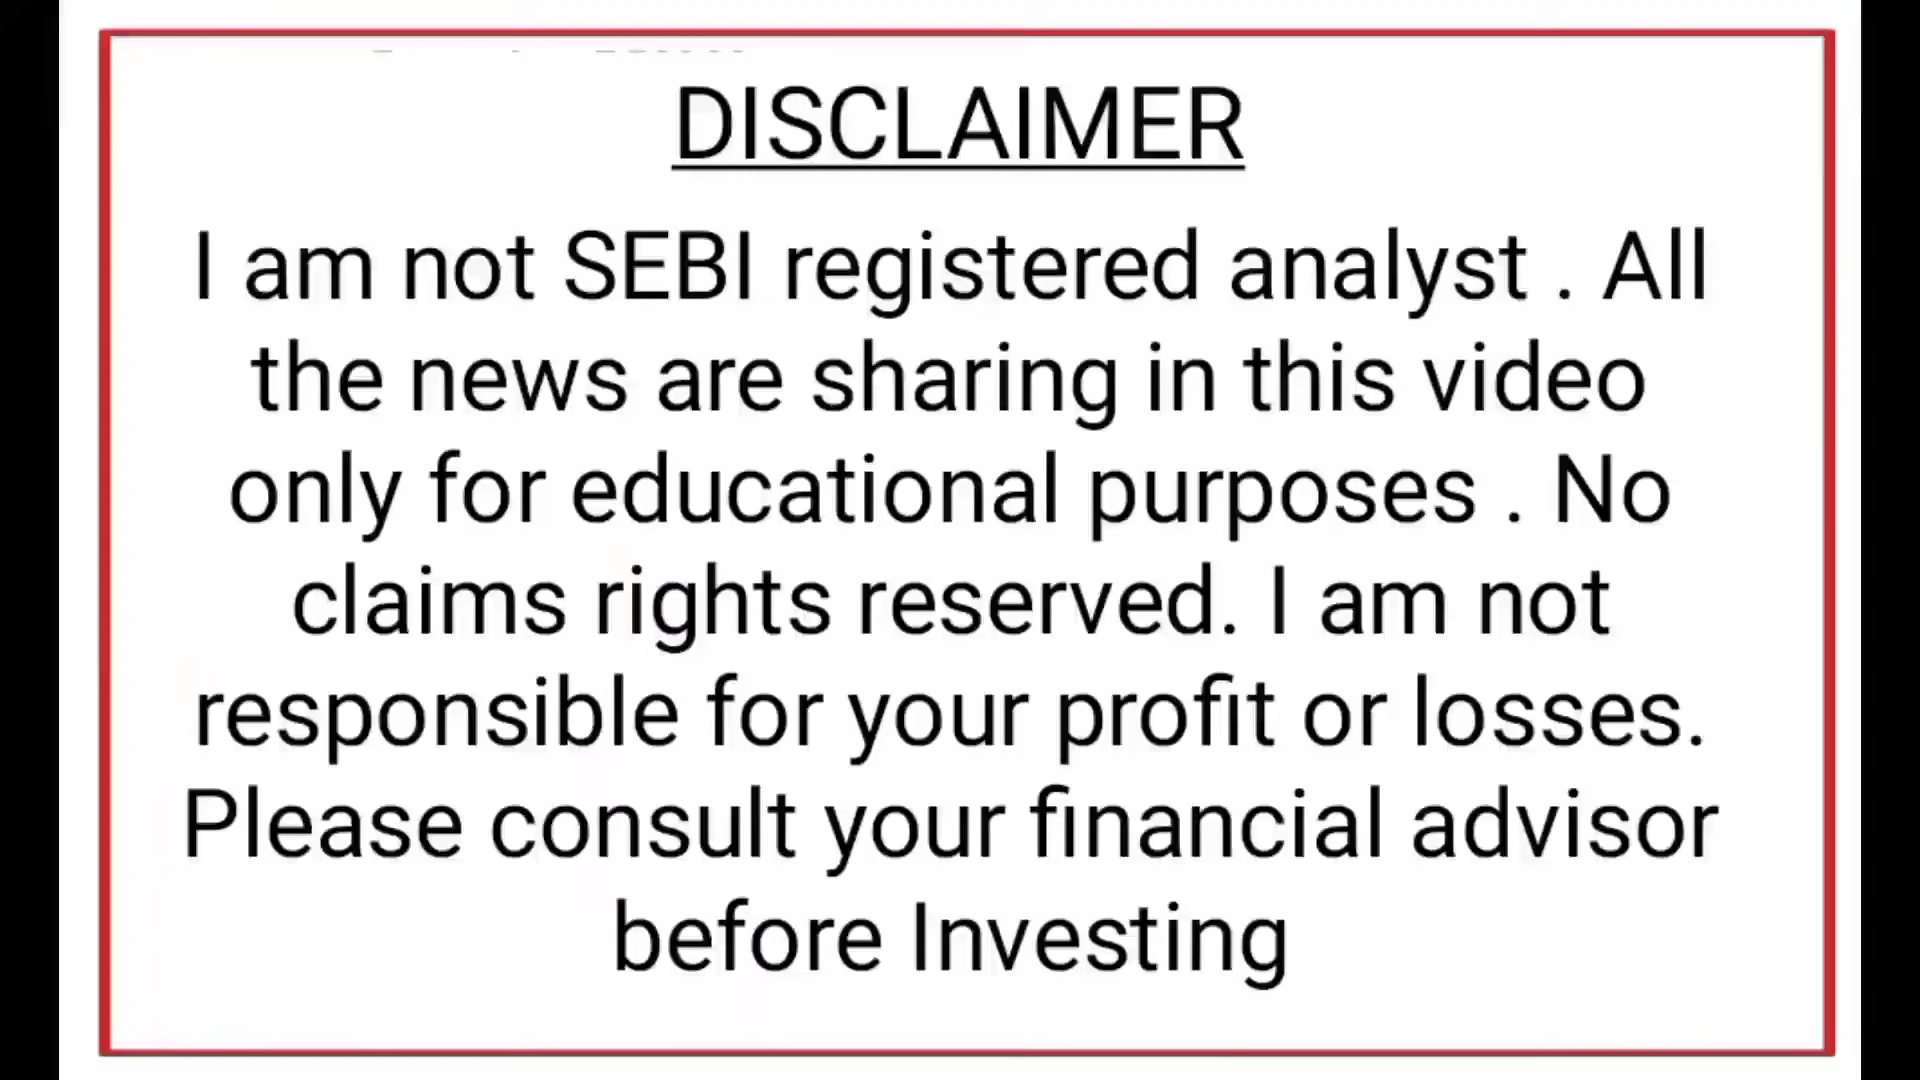 DISCLAIMER
I am not SEBI registered analyst . All
the news are sharing in this video
only for educational purposes . No
claims rights reserved. I am not
responsible for your profit or losses.
Please consult your financial advisor
before Investing